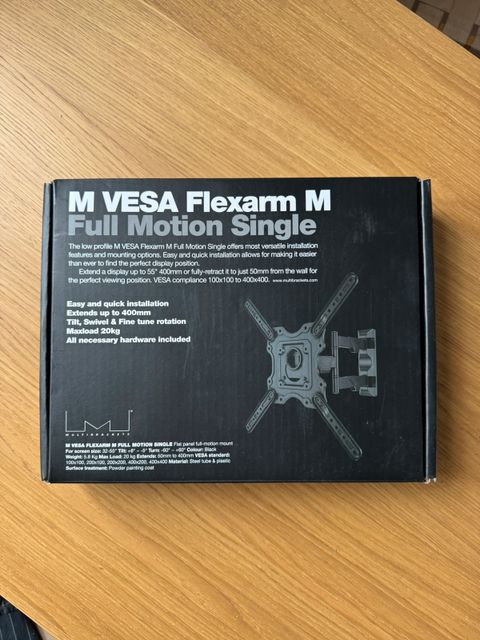 M VESA Flexarm M
Full Motion Single
The low profile M VESA Flexarm M Full Motion Single offers most versatile installation
features and mounting options. Easy and quick installation allows for making it easier
than ever to find the perfect display position.
Extend a display up to 55" 400mm or fully-retract it to just 50mm from the wall for
the perfect viewing position. VESA compliance 100x100 to 400x400. www.multibrackets.com
Easy and quick installation
Extends up to 400mm
Tilt, Swivel & Fine tune rotation
Maxload 20kg
All necessary hardware included
MULTIBRACKETS
M VESA FLEXARM M FULL MOTION SINGLE Flat panel full-motion mount
For screen size: 32-55" Tilt: +8° ~ -5° Turn: -60° ~ +60° Colour: Black
Weight: 5.8 Kg Max Load: 20 kg Extends: 50mm to 400mm VESA standard:
100x100, 200x100, 200x200, 400x200, 400x400 Material: Steel tube & plastic
Surface treatment: Powder painting coat